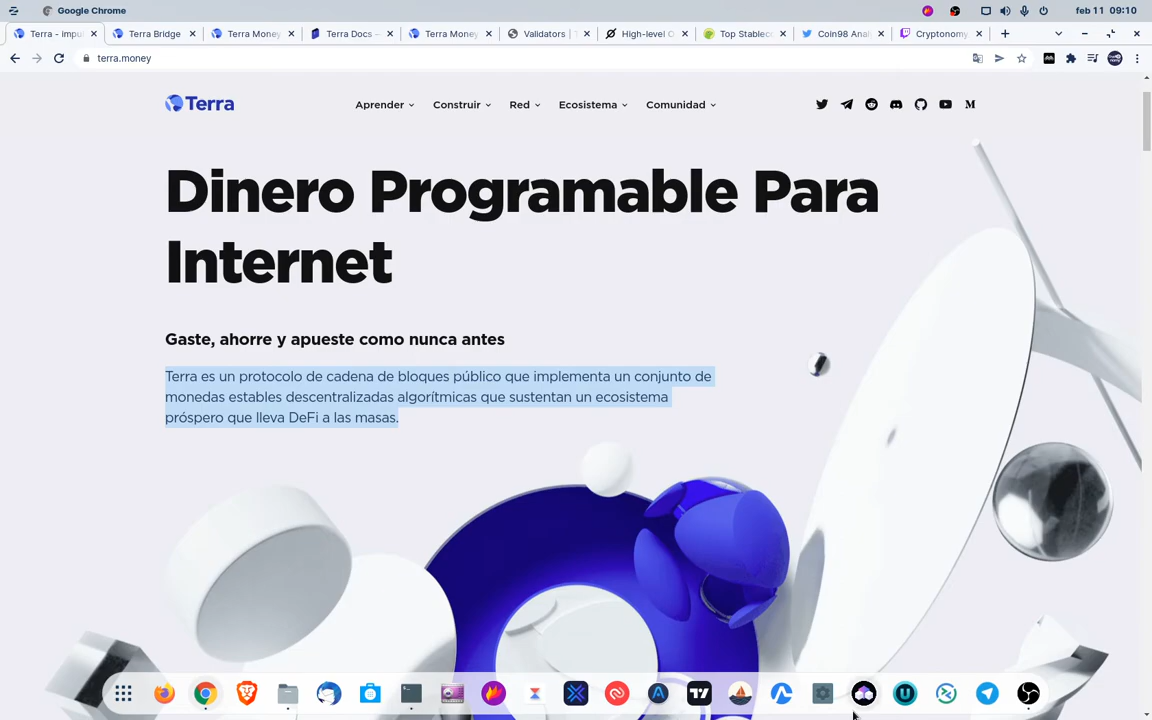 Google Chrome
feb 11 09:10
Terra - impu
Terra Bridge
Terra Money
Terra Docs –
Terra Money
Validators | T
High-level O
Top Stablec
Coin98 Anal
Cryptonomy
terra.money
Terra
Aprender
Construir
Red
Ecosistema
Comunidad
Dinero Programable Para
Internet
Gaste, ahorre y apueste como nunca antes
Terra es un protocolo de cadena de bloques público que implementa un conjunto de
monedas estables descentralizadas algorítmicas que sustentan un ecosistema
próspero que lleva DeFi a las masas.